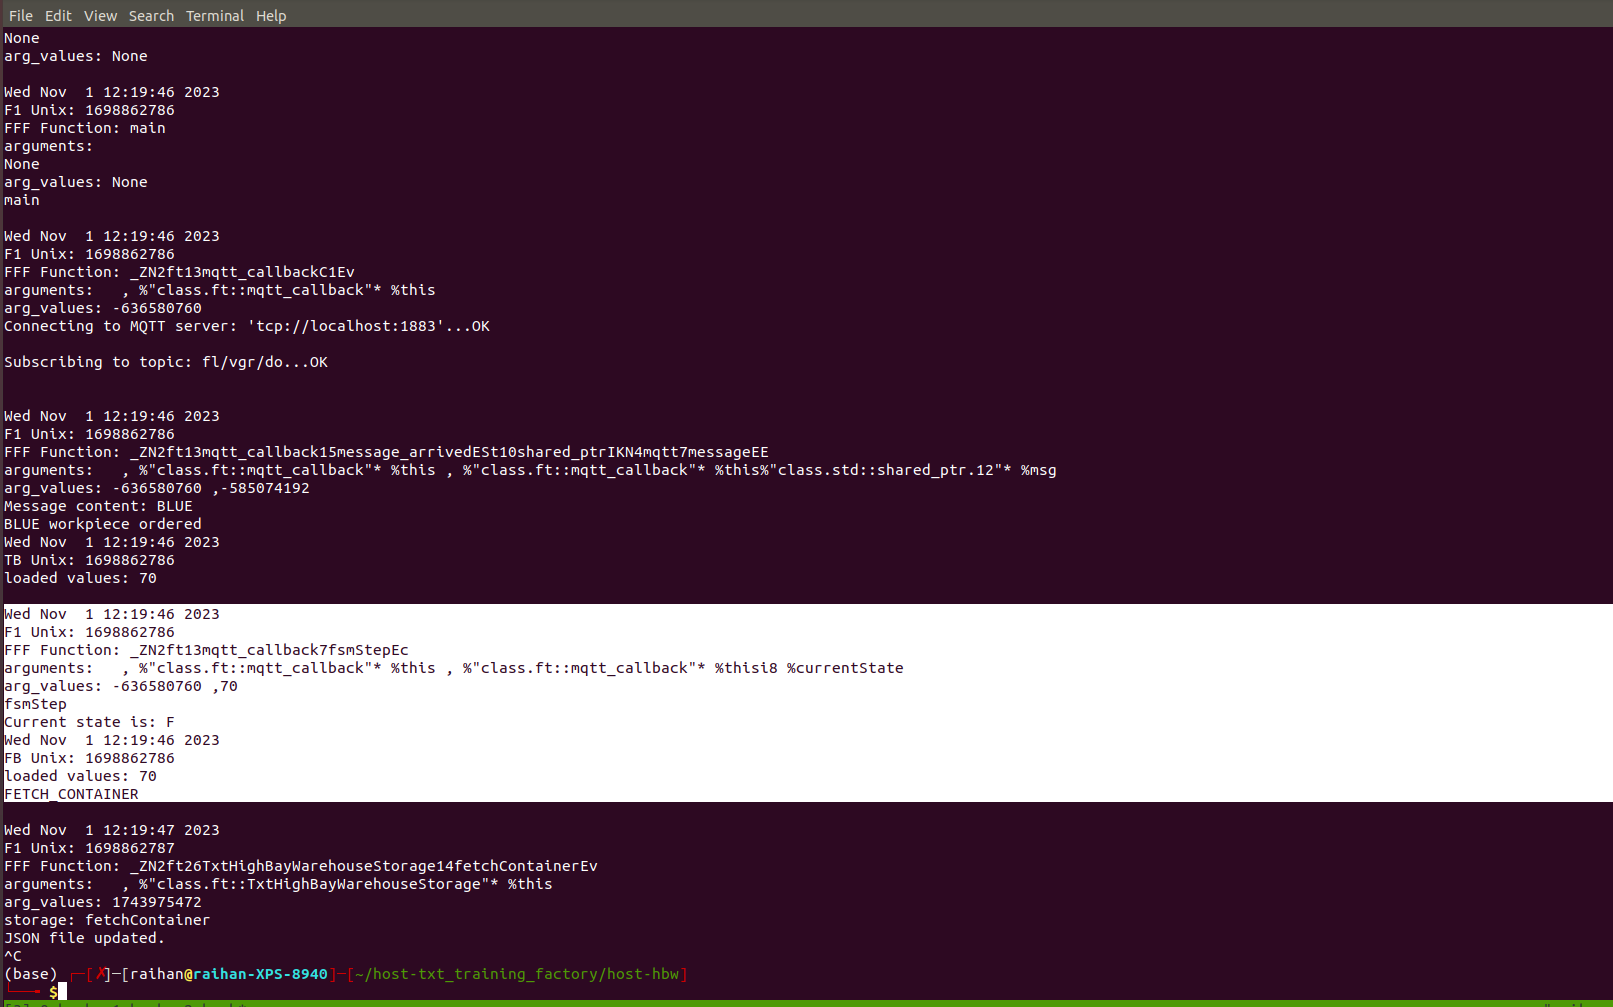 File Edit View Search Terminal Help
None
arg_values: None
Wed Nov  1 12:19:46 2023
F1 Unix: 1698862786
FFF Function: main
arguments:
None
arg_values: None
main
Wed Nov  1 12:19:46 2023
F1 Unix: 1698862786
FFF Function: _ZN2ft13mqtt_callbackC1Ev
arguments:   , %"class.ft::mqtt_callback"* %this
arg_values: -636580760
Connecting to MQTT server: 'tcp://localhost:1883'...OK
Subscribing to topic: fl/vgr/do...OK
Wed Nov  1 12:19:46 2023
F1 Unix: 1698862786
FFF Function: _ZN2ft13mqtt_callback15message_arrivedESt10shared_ptrIKN4mqtt7messageEE
arguments:   , %"class.ft::mqtt_callback"* %this , %"class.ft::mqtt_callback"* %this%"class.std::shared_ptr.12"* %msg
arg_values: -636580760 ,-585074192
Message content: BLUE
BLUE workpiece ordered
Wed Nov  1 12:19:46 2023
TB Unix: 1698862786
loaded values: 70
Wed Nov  1 12:19:46 2023
F1 Unix: 1698862786
FFF Function: _ZN2ft13mqtt_callback7fsmStepEc
arguments:   , %"class.ft::mqtt_callback"* %this , %"class.ft::mqtt_callback"* %thisi8 %currentState
arg_values: -636580760 ,70
fsmStep
Current state is: F
Wed Nov  1 12:19:46 2023
FB Unix: 1698862786
loaded values: 70
FETCH_CONTAINER
Wed Nov  1 12:19:47 2023
F1 Unix: 1698862787
FFF Function: _ZN2ft26TxtHighBayWarehouseStorage14fetchContainerEv
arguments:   , %"class.ft::TxtHighBayWarehouseStorage"* %this
arg_values: 1743975472
storage: fetchContainer
JSON file updated.
^C
(base) ┌─[✗]─[raihan@raihan-XPS-8940]─[~/host-txt_training_factory/host-hbw]
└──╼ $